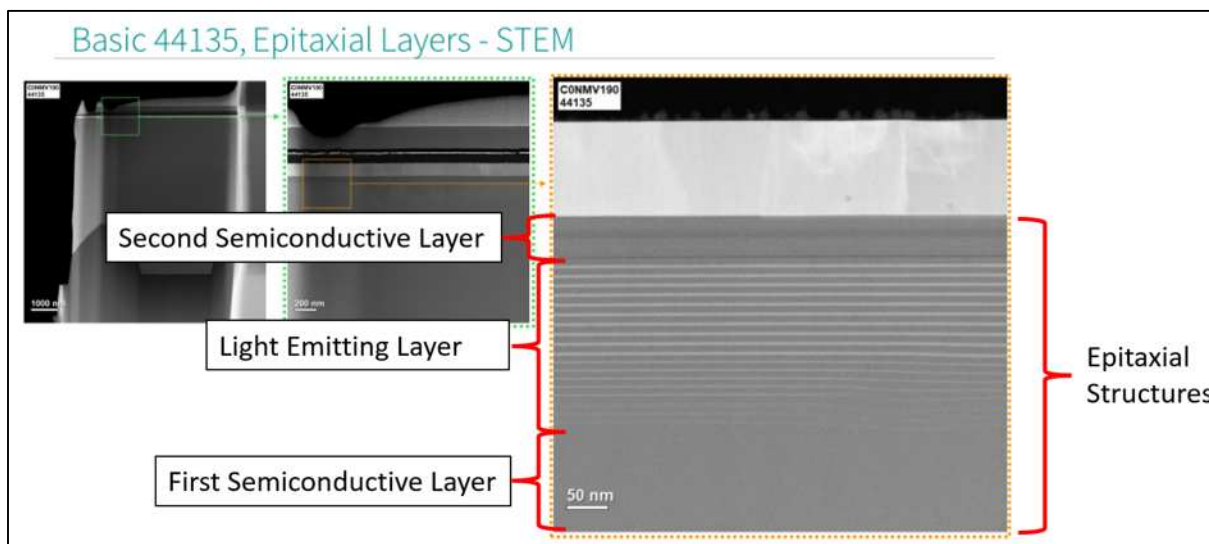 Basic 44135, Epitaxial Layers - STEM
C0NMV190
44135
1000 nm
C0NMV190
44135
200 nm
C0NMV190
44135
50 nm
Second Semiconductive Layer
Light Emitting Layer
First Semiconductive Layer
Epitaxial
Structures